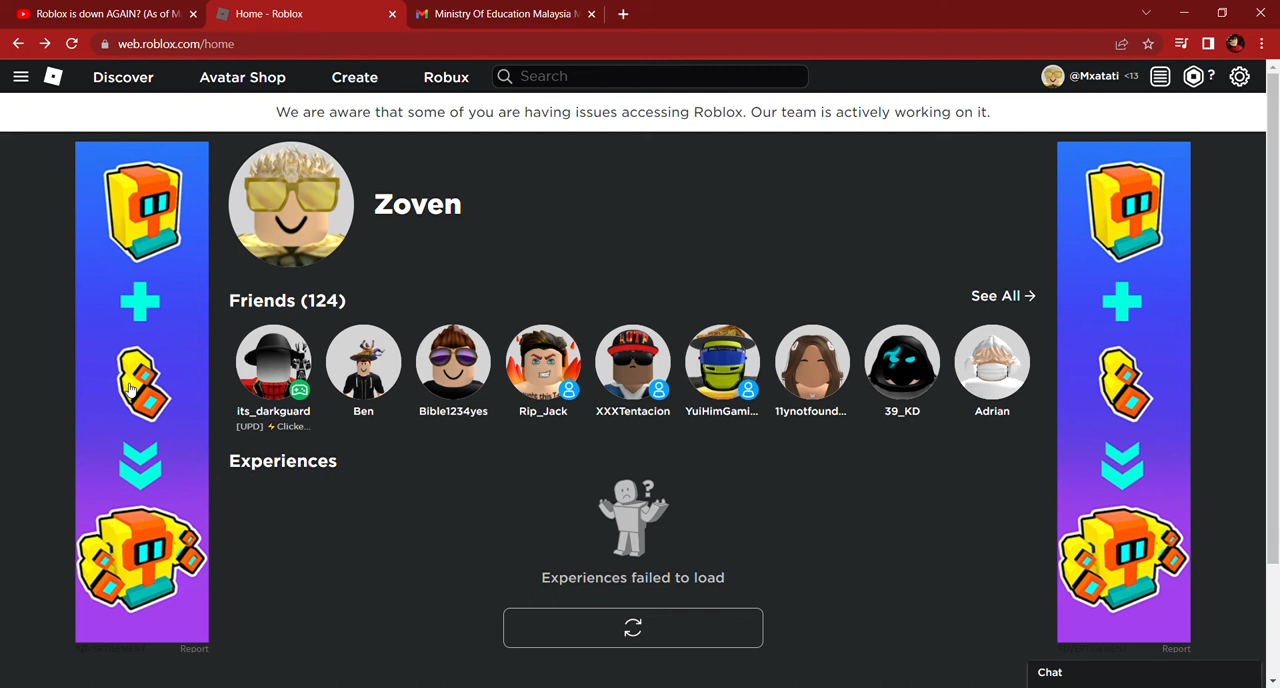 Roblox is down AGAIN? (As of M
Home - Roblox
Ministry Of Education Malaysia M
web.roblox.com/home
Discover
Avatar Shop
Create
Robux
Search
@Mxatati <13
?
We are aware that some of you are having issues accessing Roblox. Our team is actively working on it.
Zoven
Friends (124)
See All
its_darkguard
Ben
Bible1234yes
Rip_Jack
XXXTentacion
YuiHimGami...
11ynotfound...
39_KD
Adrian
[UPD] ⚡Clicke...
Experiences
Experiences failed to load
ADVERTISEMENT
Report
ADVERTISEMENT
Report
Chat